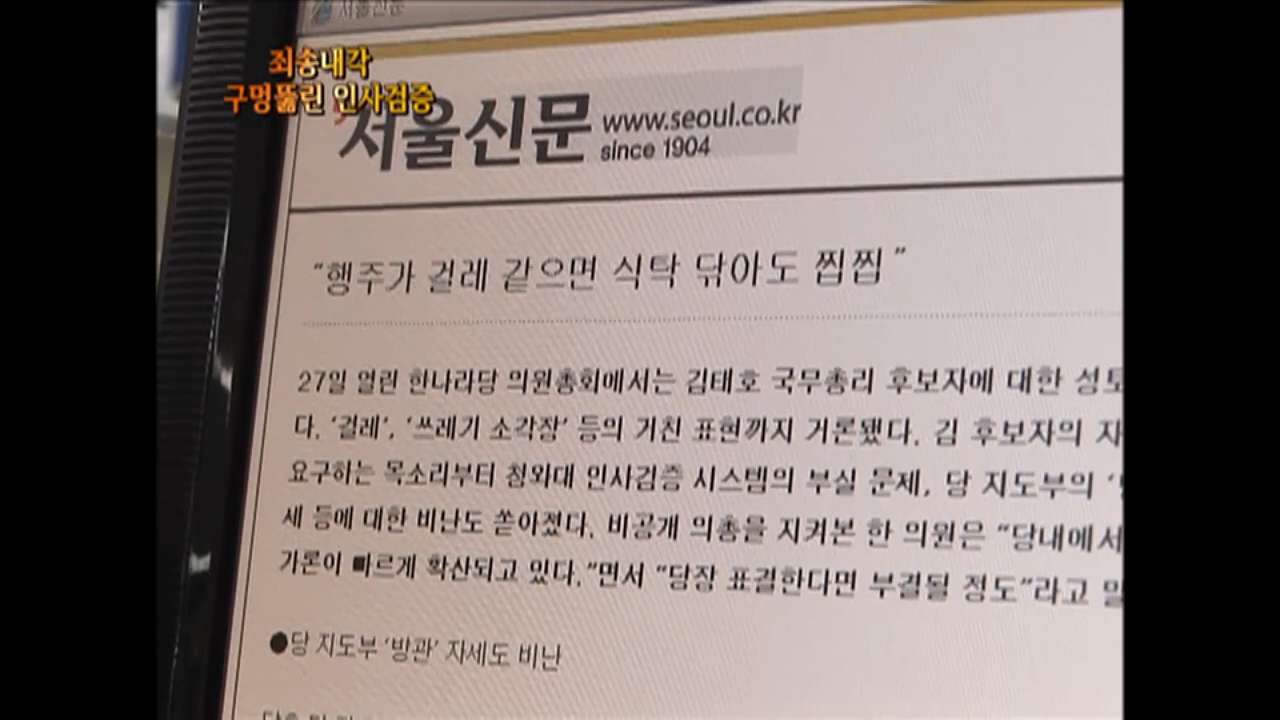 서울신문
죄송내각
구멍뚫린 인사검증
서울신문 www.seoul.co.kr
since 1904
“행주가 걸레 같으면 식탁 닦아도 찝찝”
27일 열린 한나라당 의원총회에서는 김태호 국무총리 후보자에 대한 성토
다. ‘걸레’, ‘쓰레기 소각장’ 등의 거친 표현까지 거론됐다. 김 후보자의 자
요구하는 목소리부터 청와대 인사검증 시스템의 부실 문제, 당 지도부의
세 등에 대한 비난도 쏟아졌다. 비공개 의총을 지켜본 한 의원은 “당내에서
기론이 빠르게 확산되고 있다.”면서 “당장 표결한다면 부결될 정도”라고
●당 지도부 ‘방관’ 자세도 비난